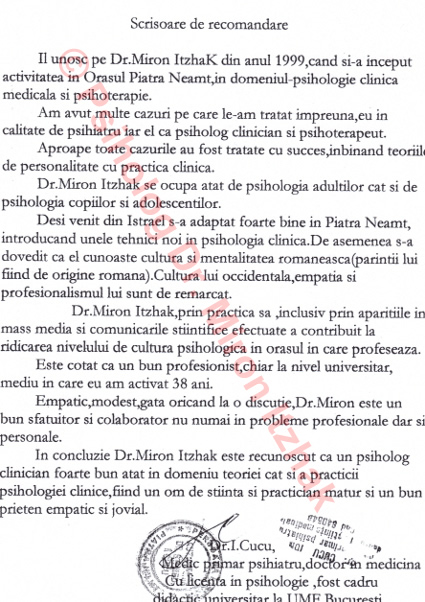 Scrisoare de recomandare
Il unosc pe Dr.Miron ItzhaK din anul 1999,cand si-a inceput
activitatea in Orasul Piatra Neamt,in domeniul-psihologie clinica
medicala si psihoterapie.
Am avut multe cazuri pe care le-am tratat impreuna,eu in
calitate de psihiatru iar el ca psiholog clinician si psihoterapeut.
Aproape toate cazurile au fost tratate cu succes,inbinand teoriile
de personalitate cu practica clinica.
Dr.Miron Itzhak se ocupa atat de psihologia adultilor cat si de
psihologia copiilor si adolescentilor.
Desi venit din Istrael s-a adaptat foarte bine in Piatra Neamt,
introducand unele tehnici noi in psihologia clinica.De asemenea s-a
dovedit ca el cunoaste cultura si mentalitatea romaneasca(parintii lui
fiind de origine romana).Cultura lui occidentala,empatia si
profesionalismul lui sunt de remarcat.
Dr.Miron Itzhak,prin practica sa ,inclusiv prin aparitiile in
mass media si comunicarile stiintifice efectuate a contribuit la
ridicarea nivelului de cultura psihologica in orasul in care profeseaza.
Este cotat ca un bun profesionist,chiar la nivel universitar,
mediu in care eu am activat 38 ani.
Empatic,modest,gata oricand la o discutie,Dr.Miron este un
bun sfatuitor si colaborator nu numai in probleme profesionale dar si
personale.
In concluzie Dr.Miron Itzhak este recunoscut ca un psiholog
clinician foarte bun atat in domeniu teoriei cat si a practicii
psihologiei clinice,fiind un om de stiinta si practician matur si un bun
prieten empatic si jovial.
Dr.I.Cucu,
Medic primar psihiatru,doctor in medicina
Cu licenta in psihologie ,fost cadru
didactic universitar la UMF Bucuresti
© Psiholog Dr. Miron Itzhak
CUCU ION